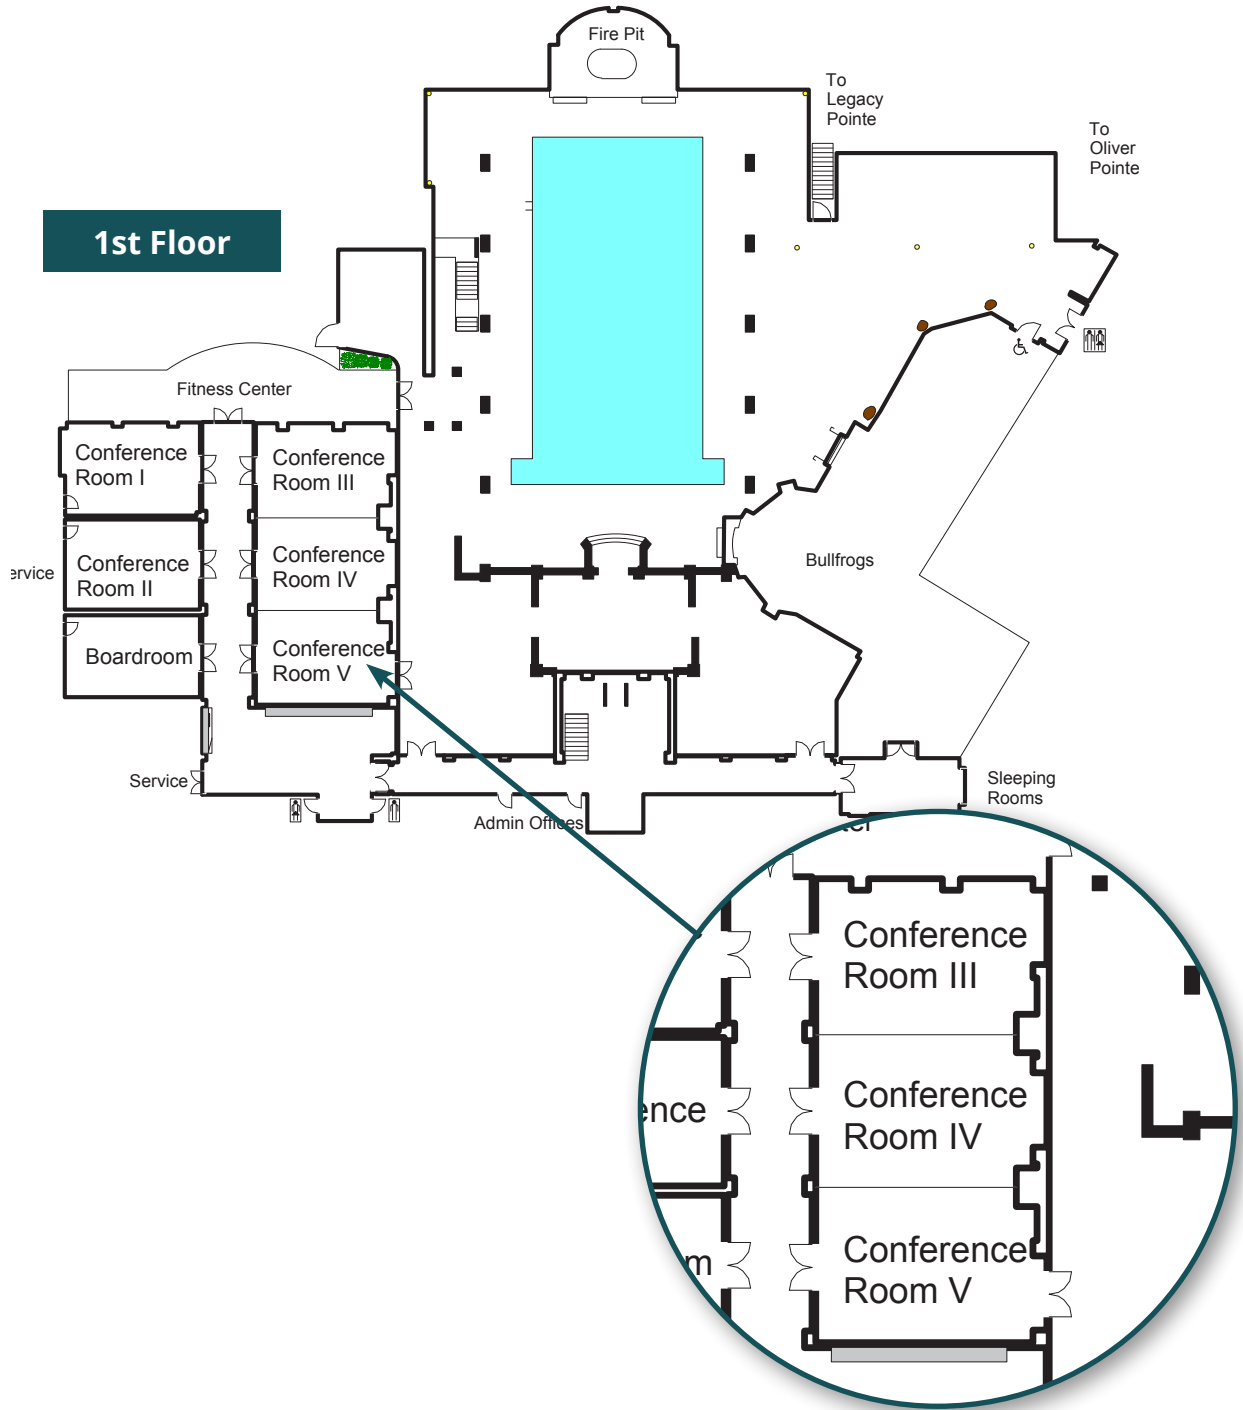 Fire Pit
To
Legacy
Pointe
To
Oliver
Pointe
1st Floor
Fitness Center
Conference
Room I
Conference
Room III
Conference
Room II
Conference
Room IV
ervice
Bullfrogs
Boardroom
Conference
Room V
Service
Sleeping
Rooms
Admin Offices
ter
Conference
Room III
ence
Conference
Room IV
m
Conference
Room V